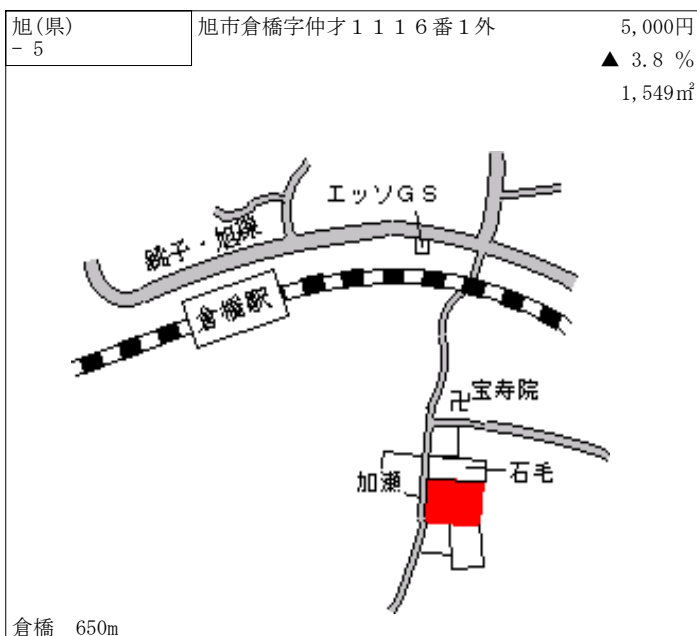 旭(県)
- 5
旭市倉橋字仲才１１１６番１外
5,000円
▲ 3.8 %
1,549㎡
エッソＧＳ
銚子・旭線
倉橋駅
卍宝寿院
石毛
加瀬
倉橋 650m